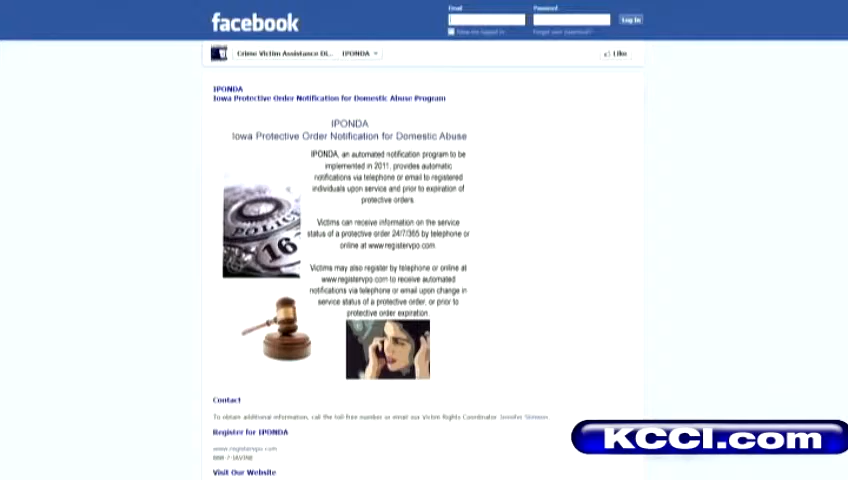 facebook
Email
Password
Keep me logged in
Forgot your password?
Log In
Crime Victim Assistance Di...
IPONDA
Like
IPONDA
Iowa Protective Order Notification for Domestic Abuse Program
IPONDA
Iowa Protective Order Notification for Domestic Abuse
IPONDA, an automated notification program to be
implemented in 2011, provides automatic
notifications via telephone or email to registered
individuals upon service and prior to expiration of
protective orders.
Victims can receive information on the service
status of a protective order 24/7/365 by telephone or
online at www.registervpo.com.
Victims may also register by telephone or online at
www.registervpo.com to receive automated
notifications via telephone or email upon change in
service status of a protective order, or prior to
protective order expiration.
POLICE
16
Contact
To obtain additional information, call the toll-free number or email our Victim Rights Coordinator Jennifer
Register for IPONDA
www.registervpo.com
Visit Our Website
KCCI.com